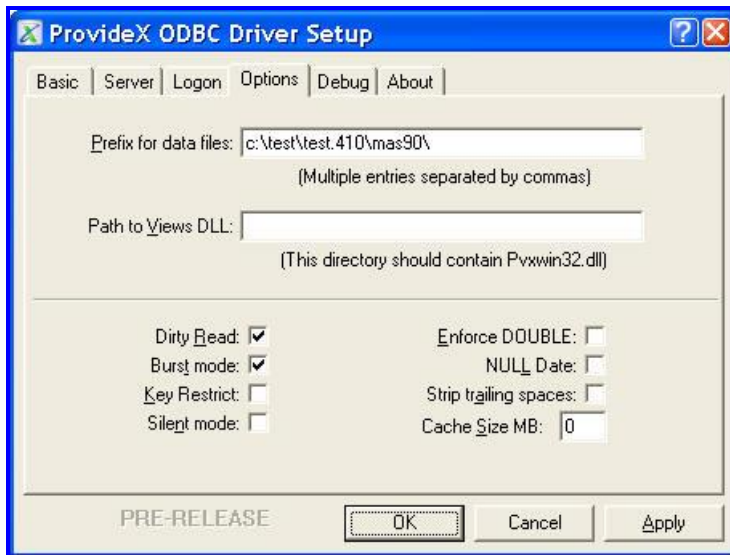 ProvideX ODBC Driver Setup
Basic Server Logon Options Debug About
Prefix for data files: c:\test\test.410\mas90\
(Multiple entries separated by commas)
Path to Views DLL:
(This directory should contain Pvxwin32.dll)
Dirty Read: Enforce DOUBLE:
Burst mode: NULL Date:
Key Restrict: Strip trailing spaces:
Silent mode: Cache Size MB: 0
PRE-RELEASE OK Cancel Apply